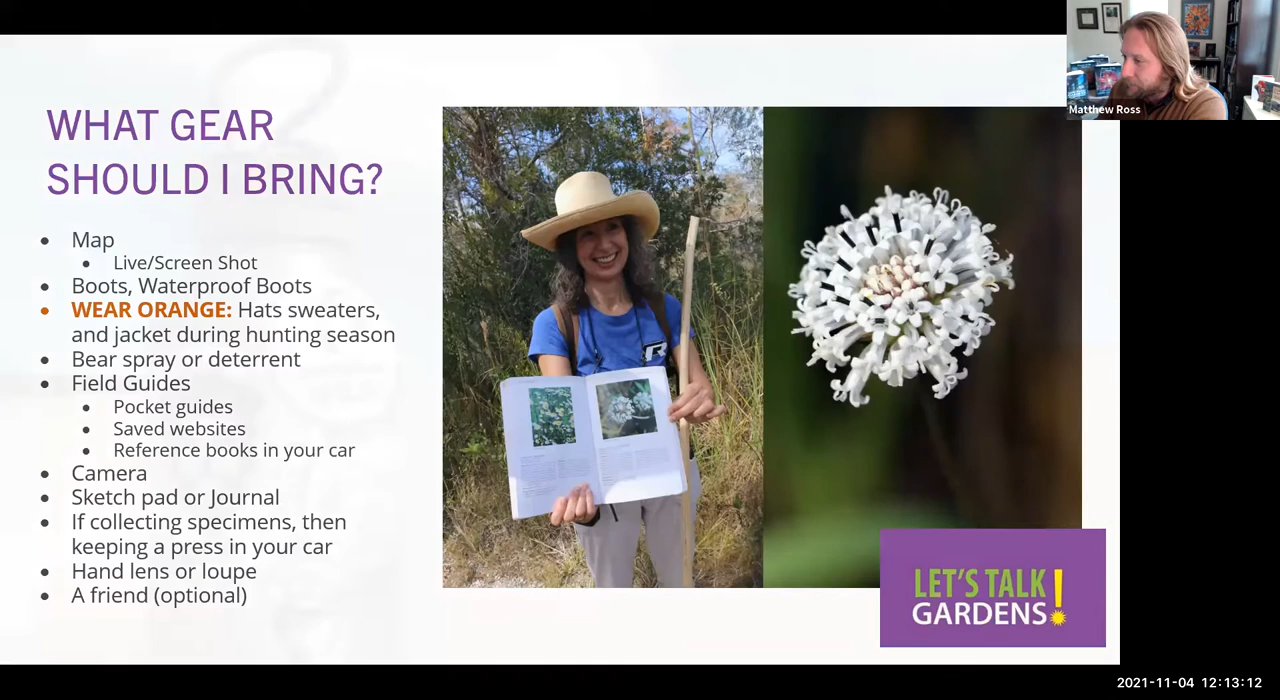 Matthew Ross
WHAT GEAR
SHOULD I BRING?
• Map
• Live/Screen Shot
• Boots, Waterproof Boots
• WEAR ORANGE: Hats sweaters,
and jacket during hunting season
• Bear spray or deterrent
• Field Guides
• Pocket guides
• Saved websites
• Reference books in your car
• Camera
• Sketch pad or Journal
• If collecting specimens, then
keeping a press in your car
• Hand lens or loupe
• A friend (optional)
R
LET'S TALK
GARDENS!
2021-11-04 12:13:12